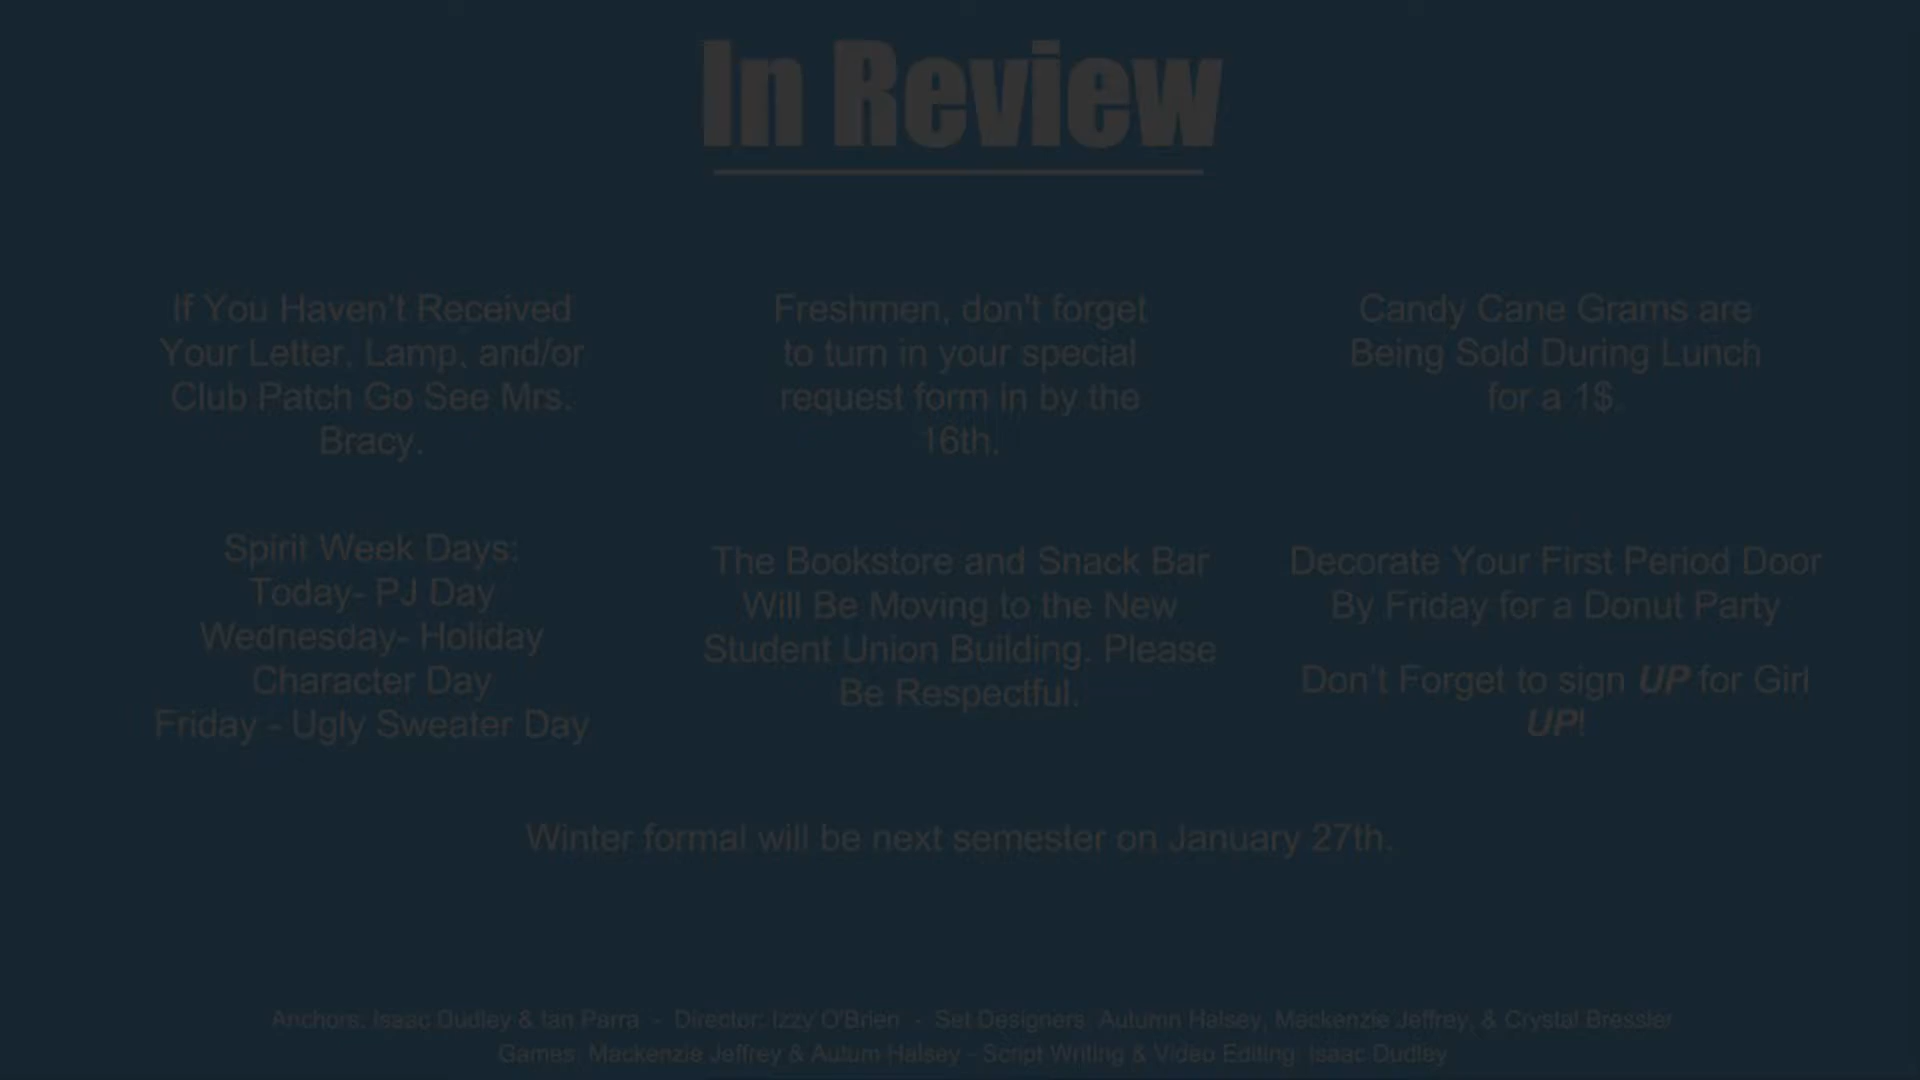 In Review
If You Haven't Received
Your Letter, Lamp, and/or
Club Patch Go See Mrs.
Bracy.
Freshmen, don't forget
to turn in your special
request form in by the
16th.
Candy Cane Grams are
Being Sold During Lunch
for a 1$.
Spirit Week Days:
Today- PJ Day
Wednesday- Holiday
Character Day
Friday - Ugly Sweater Day
The Bookstore and Snack Bar
Will Be Moving to the New
Student Union Building. Please
Be Respectful.
Decorate Your First Period Door
By Friday for a Donut Party
Don't Forget to sign UP for Girl
UP!
Winter formal will be next semester on January 27th.
Anchors: Isaac Dudley & Ian Parra - Director: Izzy O'Brien - Set Designers: Autumn Halsey, Mackenzie Jeffrey, & Crystal Bressler
Games: Mackenzie Jeffrey & Autum Halsey - Script Writing & Video Editing: Isaac Dudley